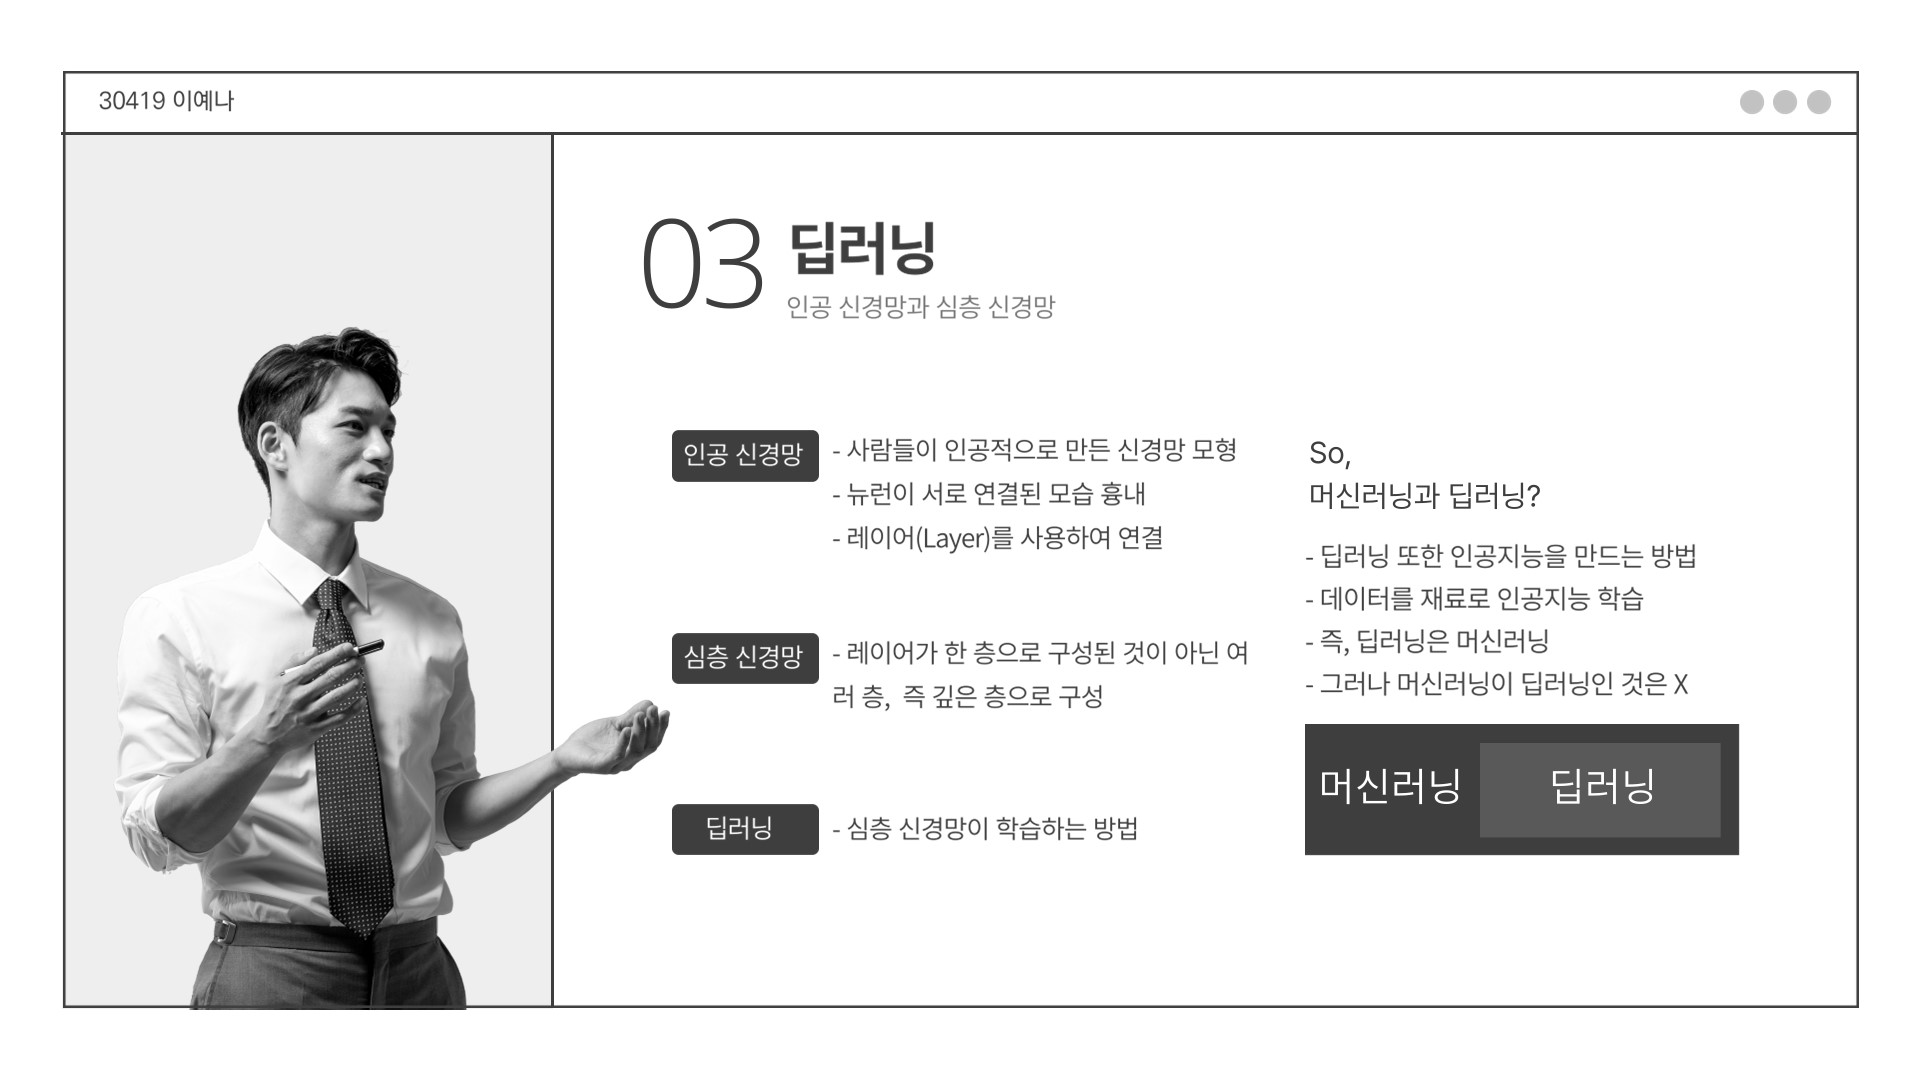 30419 이예나
03 딥러닝
인공 신경망과 심층 신경망
인공 신경망
- 사람들이 인공적으로 만든 신경망 모형
- 뉴런이 서로 연결된 모습 흉내
- 레이어(Layer)를 사용하여 연결
심층 신경망
- 레이어가 한 층으로 구성된 것이 아닌 여
러 층,  즉 깊은 층으로 구성
딥러닝
- 심층 신경망이 학습하는 방법
So,
머신러닝과 딥러닝?
- 딥러닝 또한 인공지능을 만드는 방법
- 데이터를 재료로 인공지능 학습
- 즉, 딥러닝은 머신러닝
- 그러나 머신러닝이 딥러닝인 것은 X
머신러닝
딥러닝